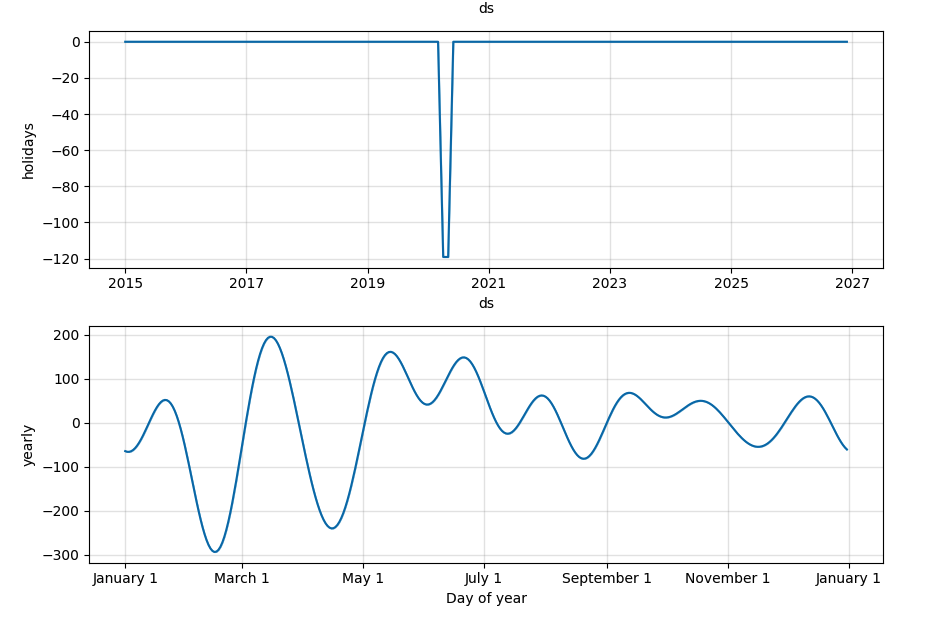 ds
holidays
0
−20
−40
−60
−80
−100
−120
2015 2017 2019 2021 2023 2025 2027
ds
yearly
200
100
0
−100
−200
−300
January 1 March 1 May 1 July 1 September 1 November 1 January 1
Day of year